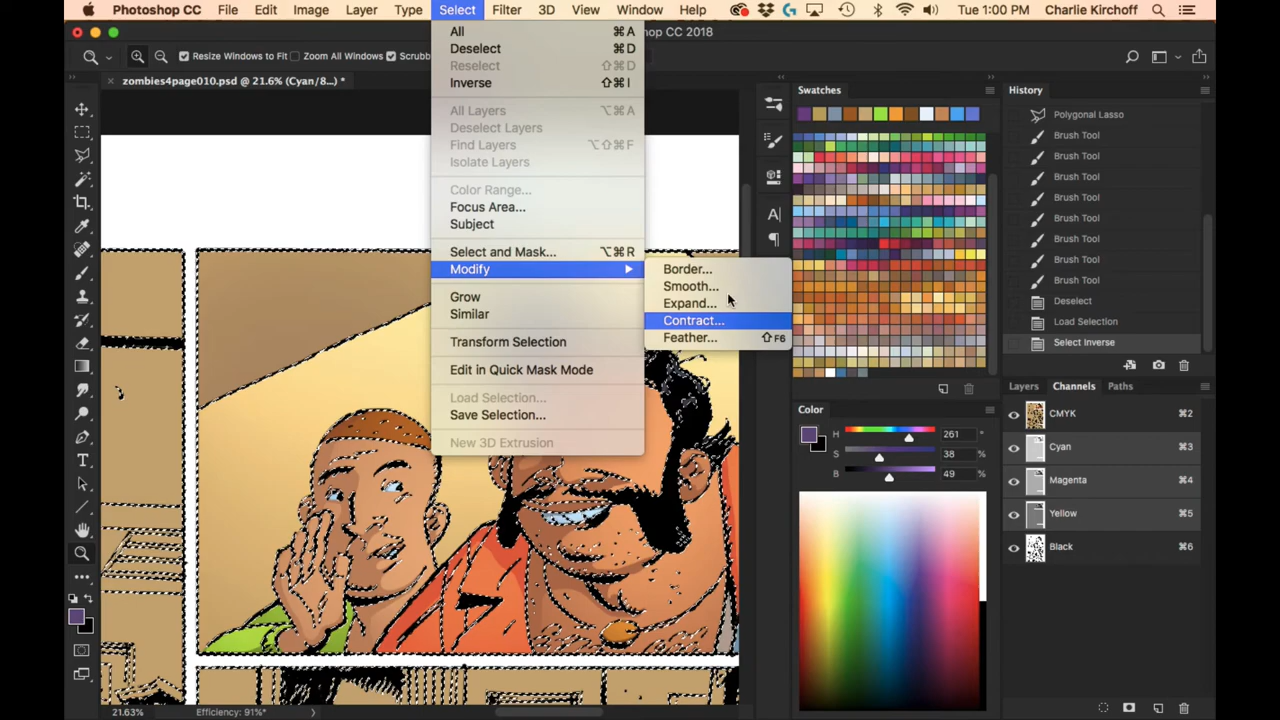 Photoshop CC File Edit Image Layer Type Select Filter 3D View Window Help Tue 1:00 PM Charlie Kirchoff
Resize Windows to Fit Zoom All Windows Scrubb
hop CC 2018
zombies4page010.psd @ 21.6% (Cyan/8...) *
All ⌘A
Deselect ⌘D
Reselect ⇧⌘D
Inverse ⇧⌘I
All Layers ⌥⌘A
Deselect Layers
Find Layers ⌥⇧⌘F
Isolate Layers
Color Range...
Focus Area...
Subject
Select and Mask... ⌥⌘R
Modify
Grow
Similar
Transform Selection
Edit in Quick Mask Mode
Load Selection...
Save Selection...
New 3D Extrusion
Border...
Smooth...
Expand...
Contract...
Feather... ⇧F6
Swatches
History
Polygonal Lasso
Brush Tool
Brush Tool
Brush Tool
Brush Tool
Brush Tool
Brush Tool
Brush Tool
Brush Tool
Deselect
Load Selection
Select Inverse
Color
H 261 °
S 38 %
B 49 %
Layers Channels Paths
CMYK ⌘2
Cyan ⌘3
Magenta ⌘4
Yellow ⌘5
Black ⌘6
21.63% Efficiency: 91%*